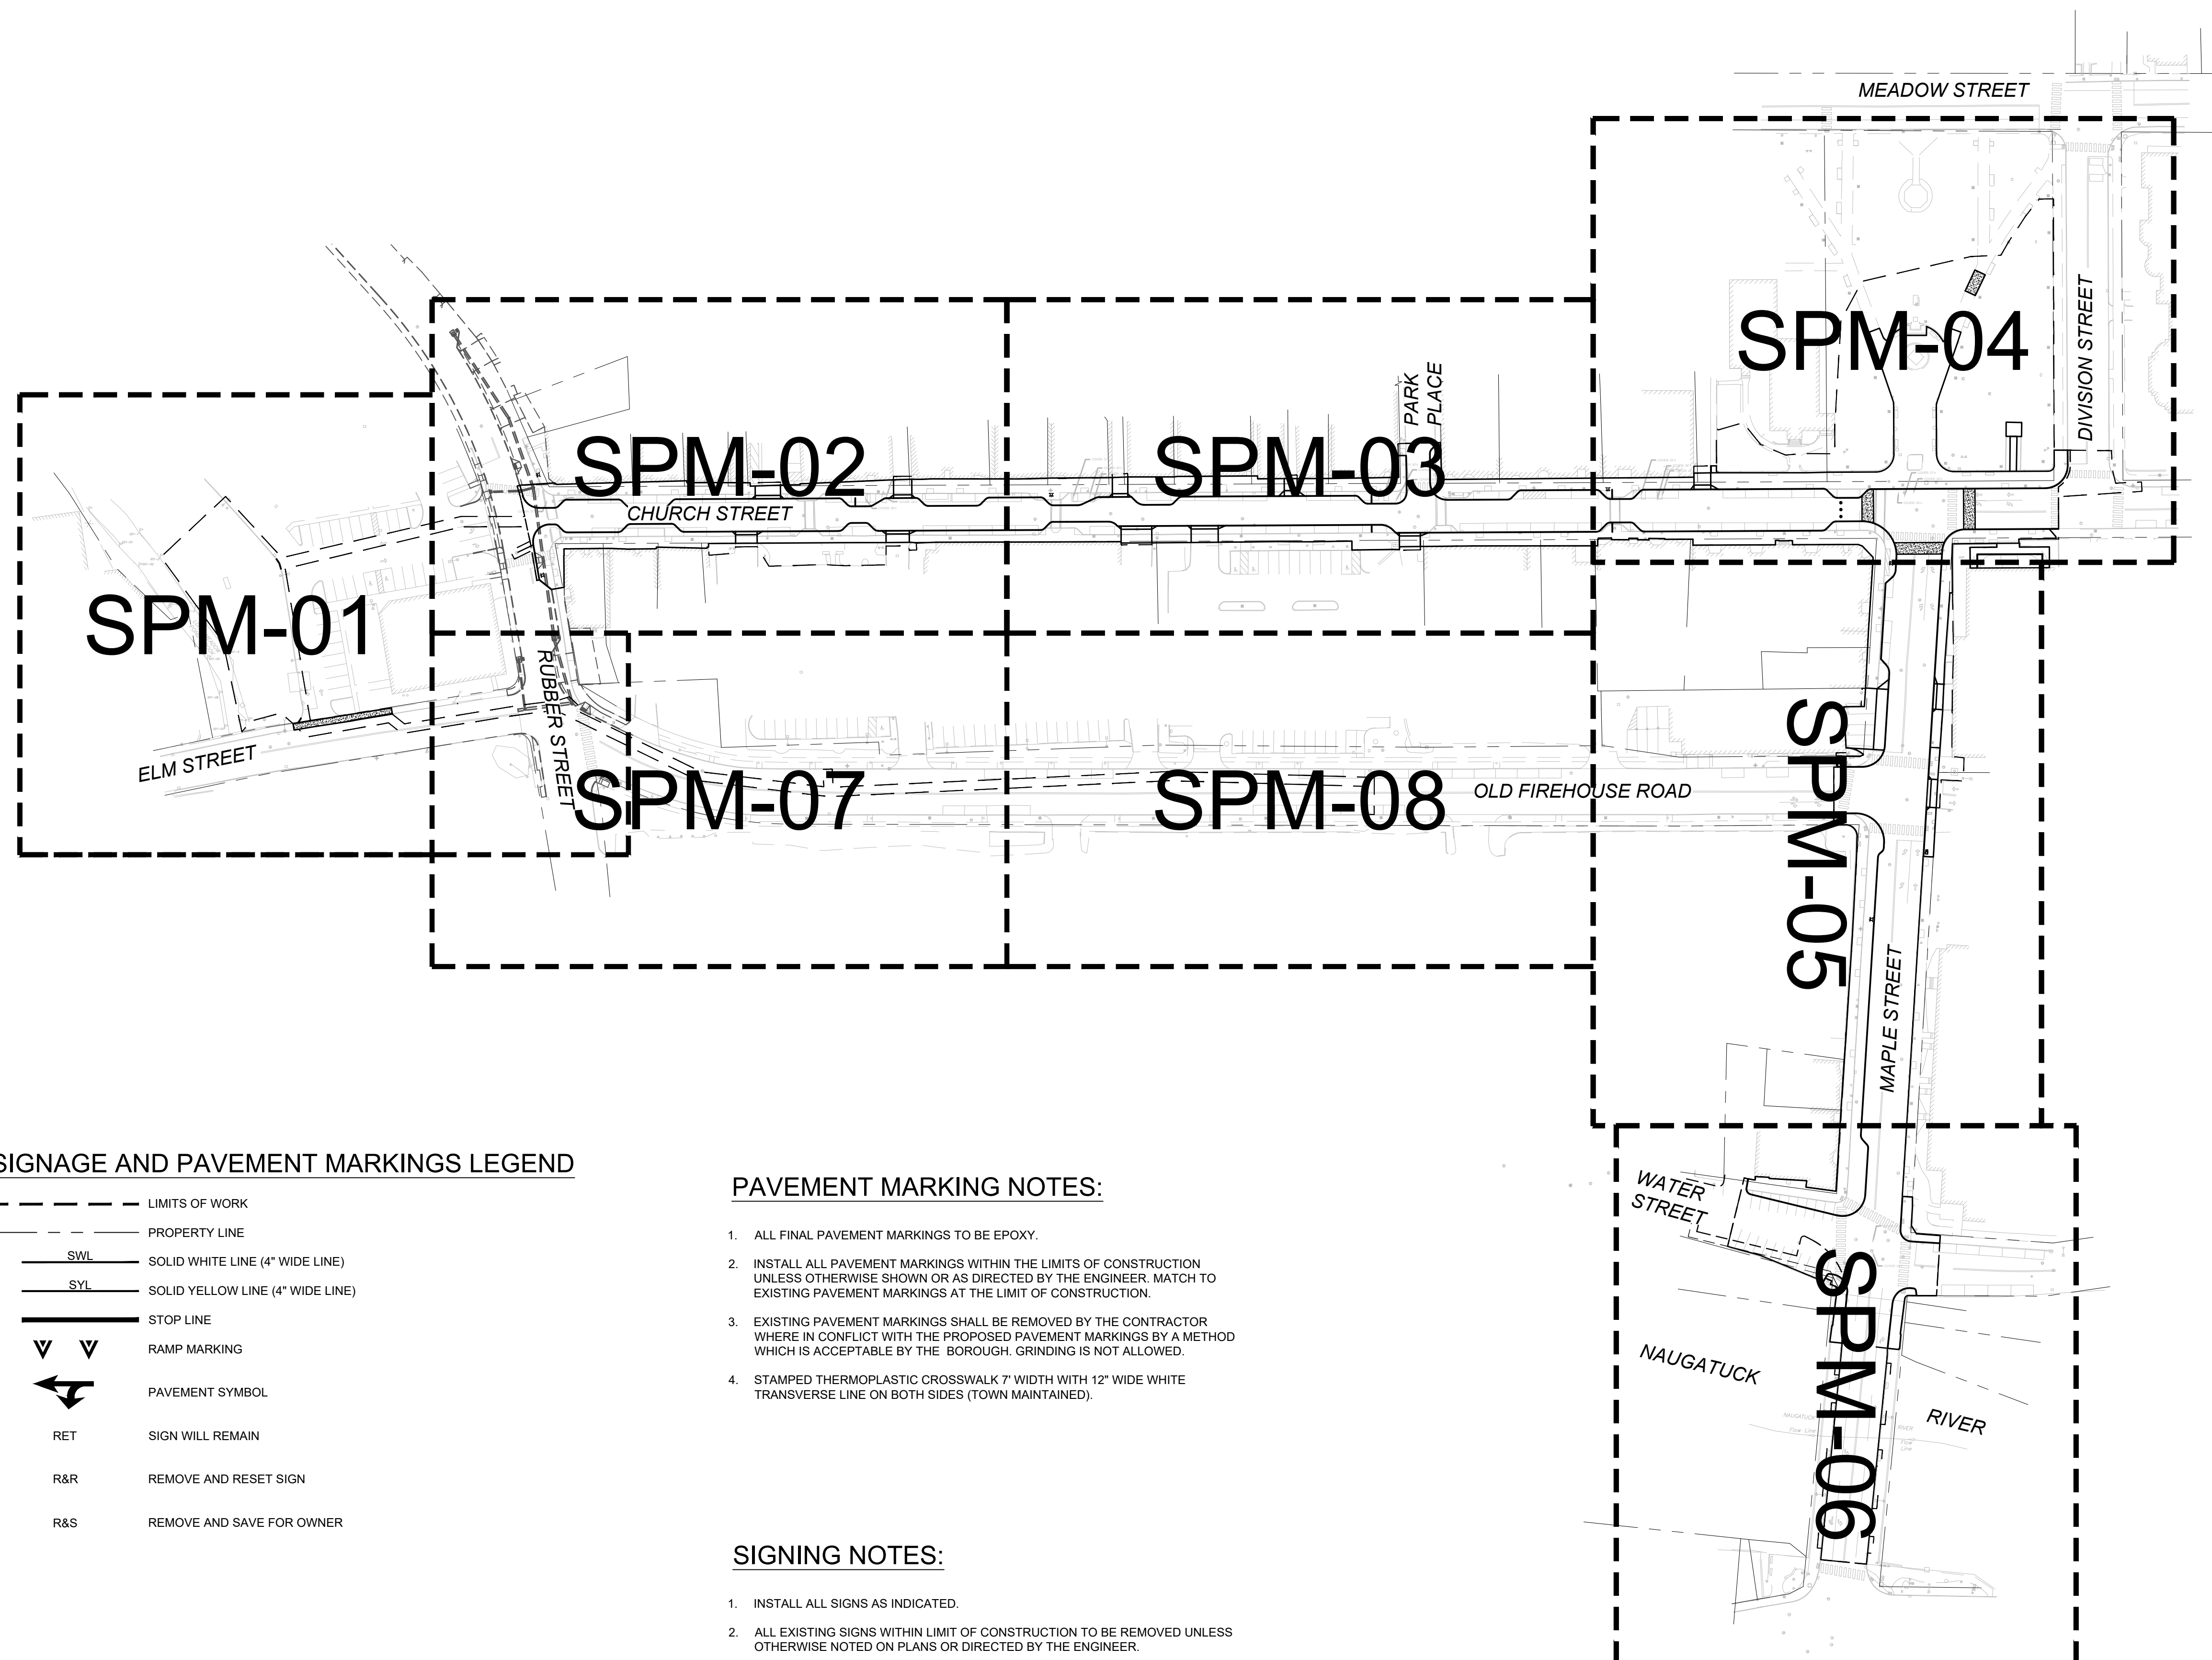 MEADOW STREET
SPM-04
DIVISION STREET
PARK
PLACE
SPM-02
SPM-03
CHURCH STREET
SPM-01
RUBBER STREET
ELM STREET
SPM-07
SPM-08
OLD FIREHOUSE ROAD
SPM-05
MAPLE STREET
WATER
STREET
SPM-06
NAUGATUCK
RIVER
NAUGATUCK
RIVER
Flow Line
Flow
Line
SIGNAGE AND PAVEMENT MARKINGS LEGEND
LIMITS OF WORK
PROPERTY LINE
SWL SOLID WHITE LINE (4" WIDE LINE)
SYL SOLID YELLOW LINE (4" WIDE LINE)
STOP LINE
RAMP MARKING
PAVEMENT SYMBOL
RET SIGN WILL REMAIN
R&R REMOVE AND RESET SIGN
R&S REMOVE AND SAVE FOR OWNER
PAVEMENT MARKING NOTES:
1. ALL FINAL PAVEMENT MARKINGS TO BE EPOXY.
2. INSTALL ALL PAVEMENT MARKINGS WITHIN THE LIMITS OF CONSTRUCTION
UNLESS OTHERWISE SHOWN OR AS DIRECTED BY THE ENGINEER. MATCH TO
EXISTING PAVEMENT MARKINGS AT THE LIMIT OF CONSTRUCTION.
3. EXISTING PAVEMENT MARKINGS SHALL BE REMOVED BY THE CONTRACTOR
WHERE IN CONFLICT WITH THE PROPOSED PAVEMENT MARKINGS BY A METHOD
WHICH IS ACCEPTABLE BY THE BOROUGH. GRINDING IS NOT ALLOWED.
4. STAMPED THERMOPLASTIC CROSSWALK 7' WIDTH WITH 12" WIDE WHITE
TRANSVERSE LINE ON BOTH SIDES (TOWN MAINTAINED).
SIGNING NOTES:
1. INSTALL ALL SIGNS AS INDICATED.
2. ALL EXISTING SIGNS WITHIN LIMIT OF CONSTRUCTION TO BE REMOVED UNLESS
OTHERWISE NOTED ON PLANS OR DIRECTED BY THE ENGINEER.